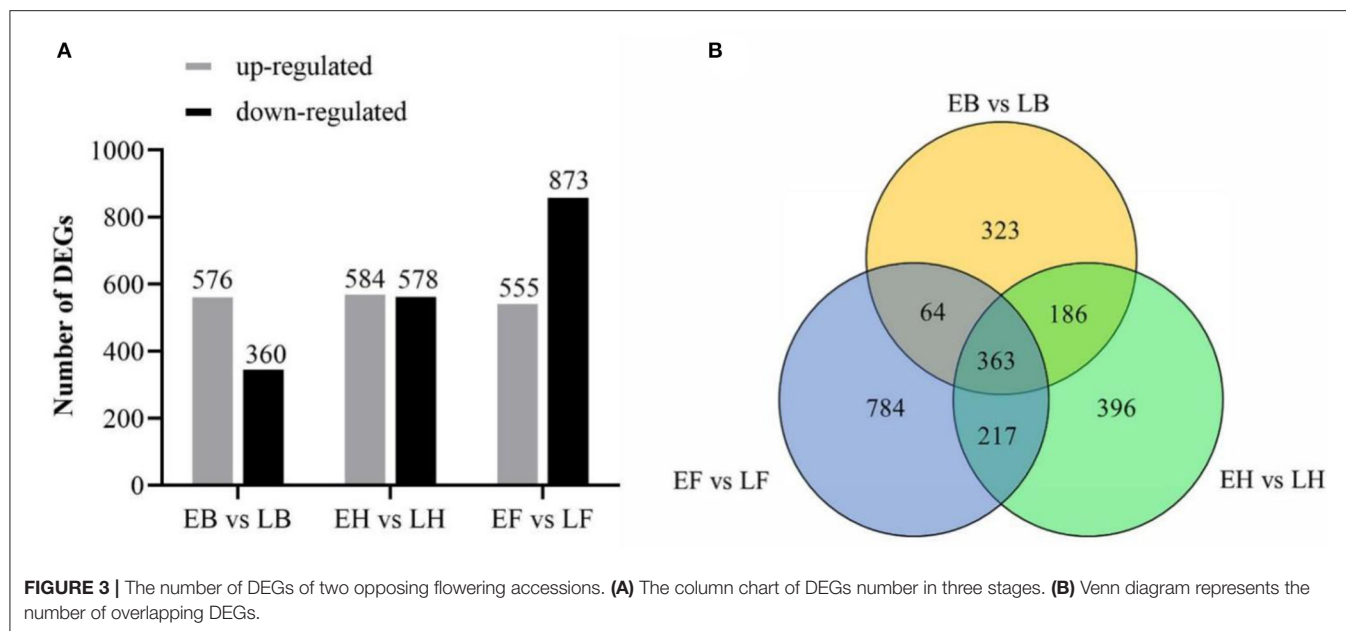 A
B
up-regulated
down-regulated
EB vs LB
Number of DEGs
1000
800
600
400
200
0
576
360
584
578
555
873
EB vs LB
EH vs LH
EF vs LF
323
64
186
363
784
217
396
EF vs LF
EH vs LH
FIGURE 3 | The number of DEGs of two opposing flowering accessions. (A) The column chart of DEGs number in three stages. (B) Venn diagram represents the
number of overlapping DEGs.